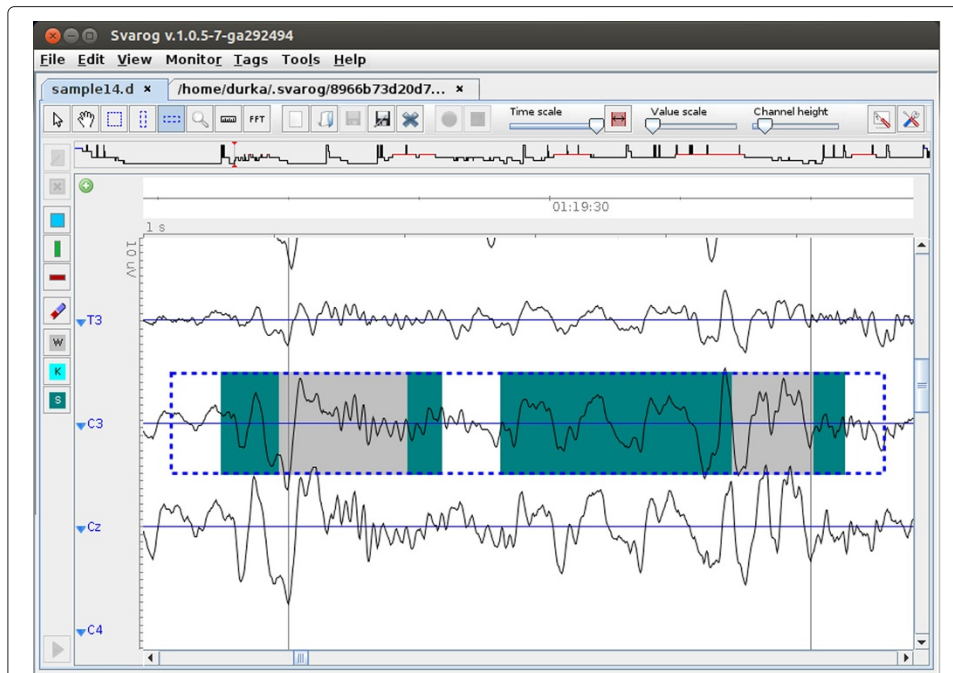 Svarog v.1.0.5-7-ga292494
File Edit View Monitor Tags Tools Help
sample14.d × /home/durka/.svarog/8966b73d20d7... ×
FFT Time scale Value scale Channel height
01:19:30
1 s
10 uV
T3
W
K
S
C3
Cz
C4